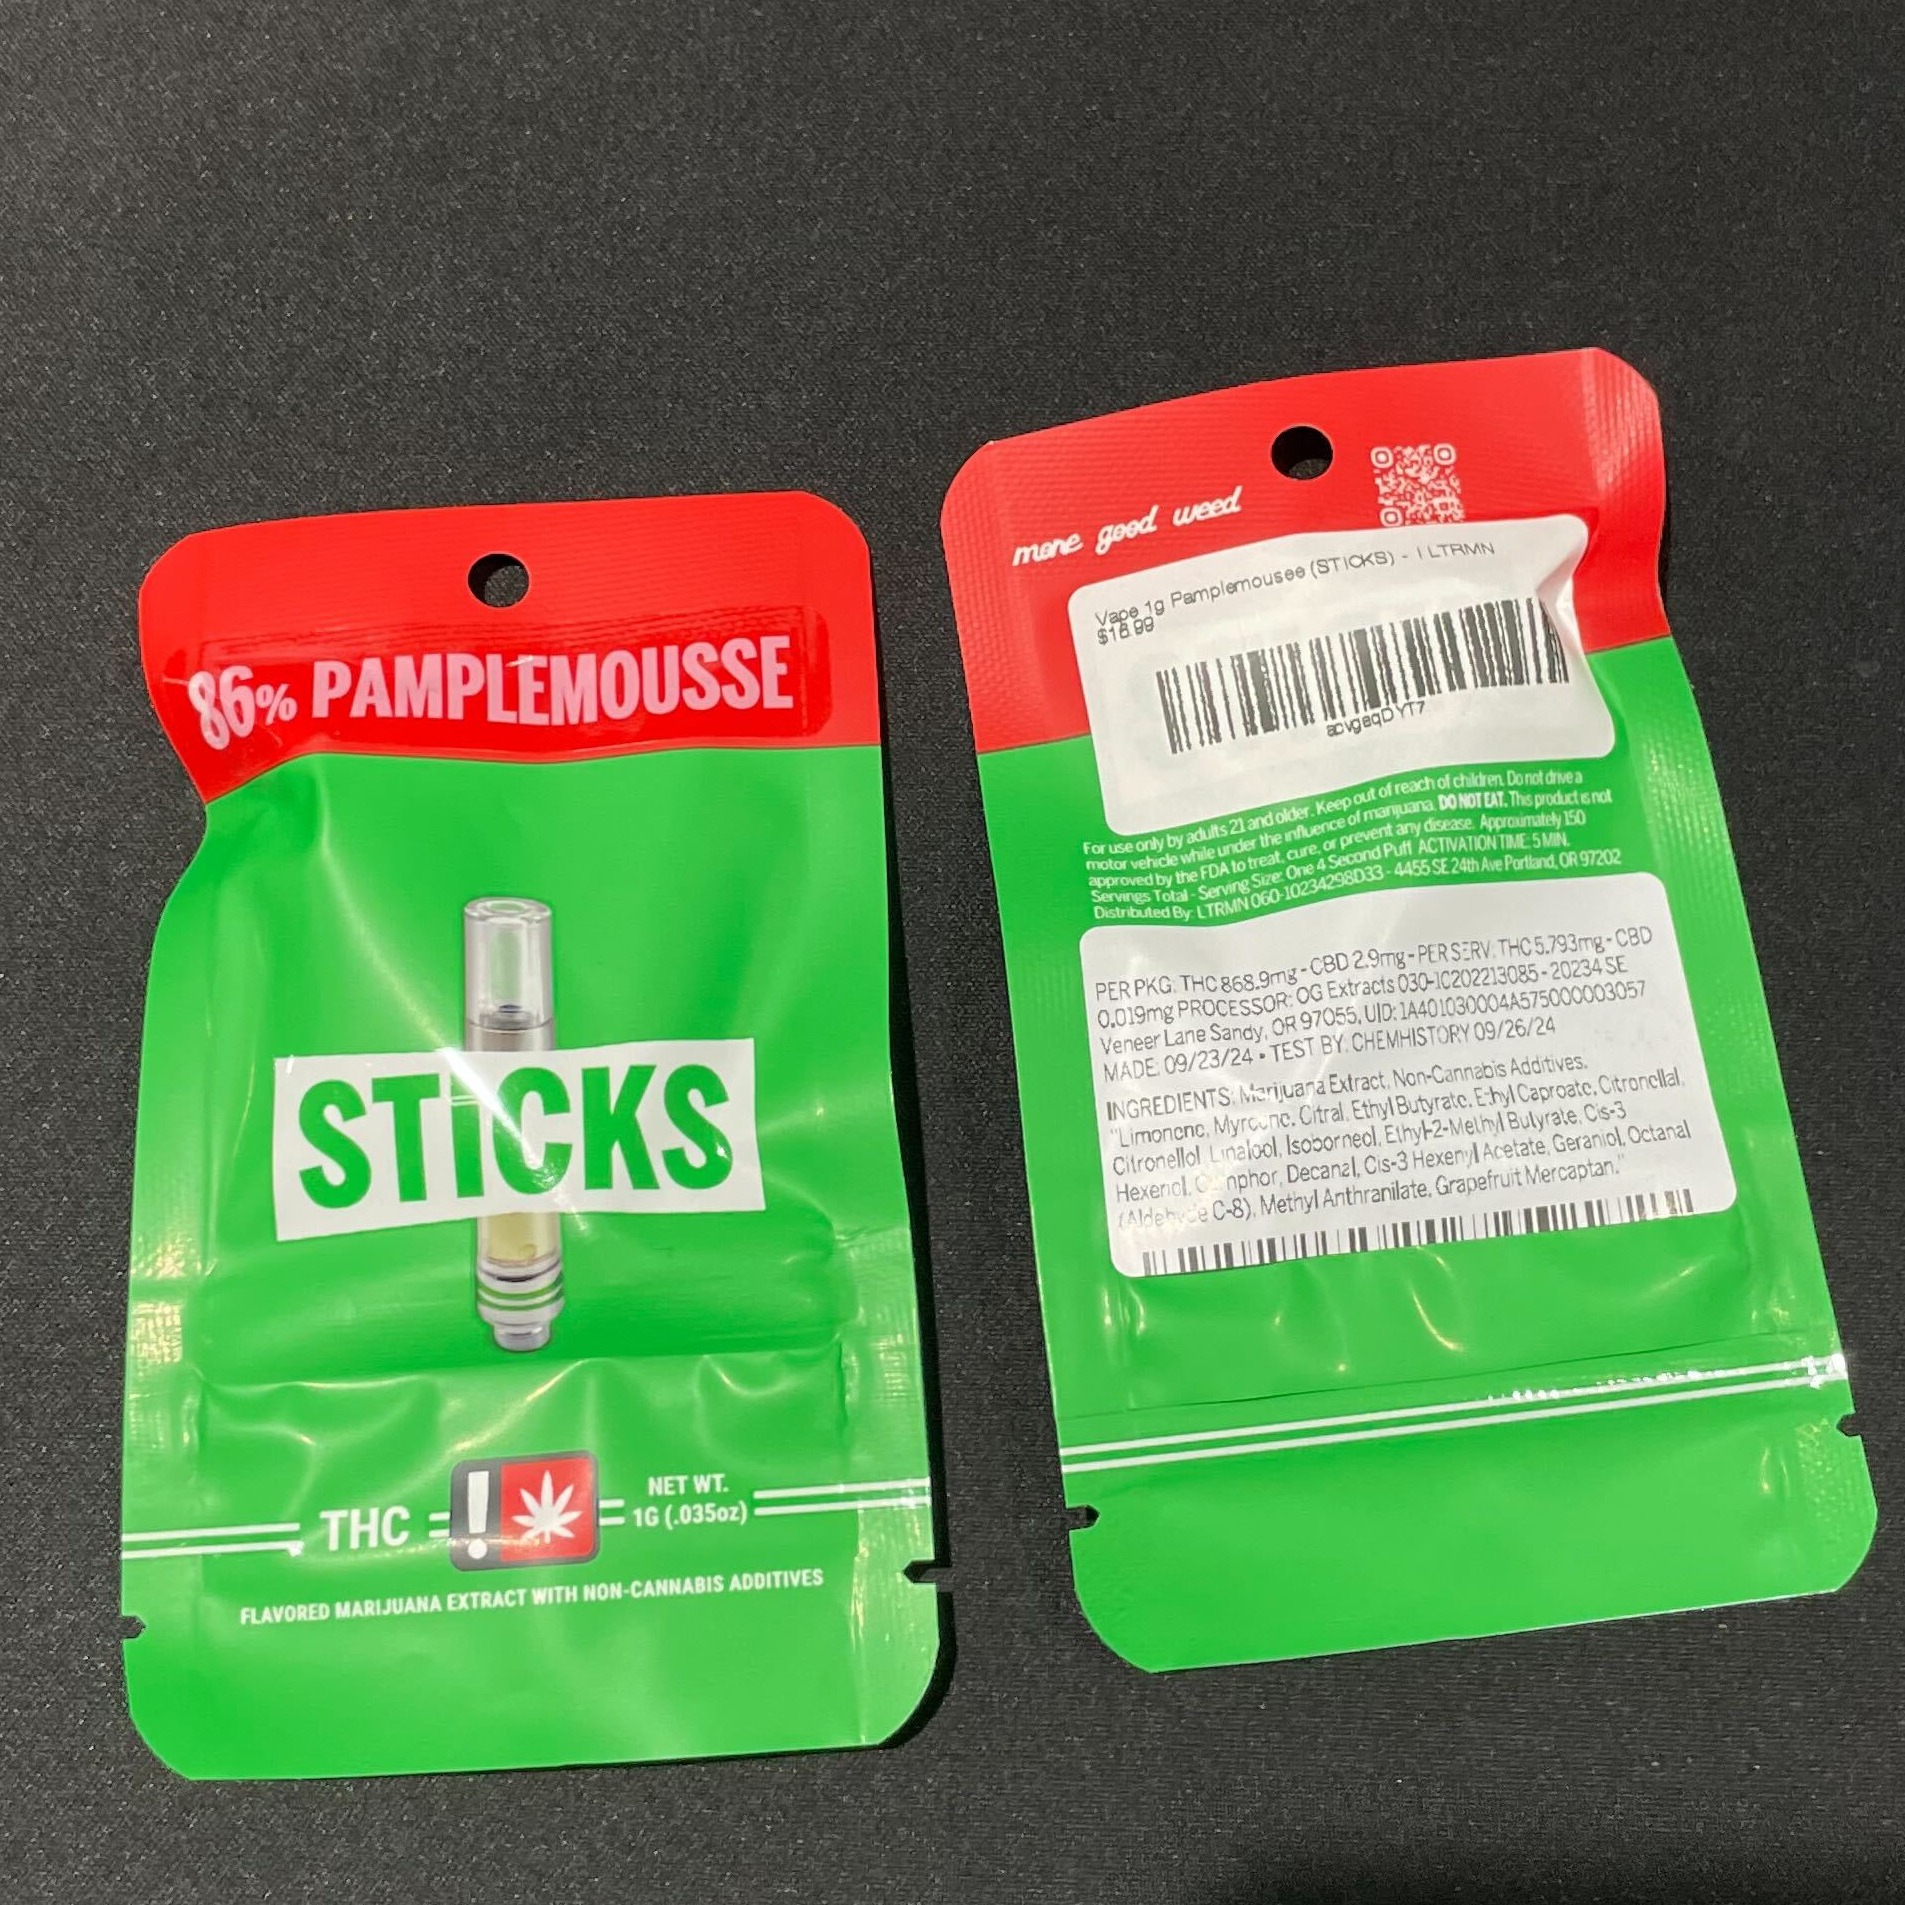 86% PAMPLEMOUSSE
STiCKS
THC
NET WT.
1G (.035oz)
FLAVORED MARIJUANA EXTRACT WITH NON-CANNABIS ADDITIVES
more good weed
Vape 1g Pamplemousee (STICKS) - LTRMN
acvgaqDYT7
For use only by adults 21 and older. Keep out of reach of children. Do not drive a
motor vehicle while under the influence of marijuana. DO NOT EAT. This product is not
approved by the FDA to treat, cure, or prevent any disease. Approximately 150
Servings Total - Serving Size: One 4 Second Puff ACTIVATION TIME: 5 MIN.
Distributed By: LTRMN 060-10234298D33 - 4455 SE 24th Ave Portland, OR 97202
PER PKG: THC 868.9mg - CBD 2.9mg - PER SERV. THC 5.793mg - CBD
0.019mg PROCESSOR: OG Extracts 030-1C202213085 - 20234 SE
Veneer Lane Sandy, OR 97055, UID: 1A401030004A575000003057
MADE: 09/23/24 • TEST BY: CHEMHISTORY 09/26/24
INGREDIENTS: Marijuana Extract, Non-Cannabis Additives,
"Limonene, Myrcene, Citral, Ethyl Butyrate, Ethyl Caproate, Citronellal,
Citronellol, Linalool, Isoborneol, Ethyl-2-Methyl Butyrate, Cis-3
Hexenol, Camphor, Decanal, Cis-3 Hexenyl Acetate, Geraniol, Octanal
(Aldehyde C-8), Methyl Anthranilate, Grapefruit Mercaptan."